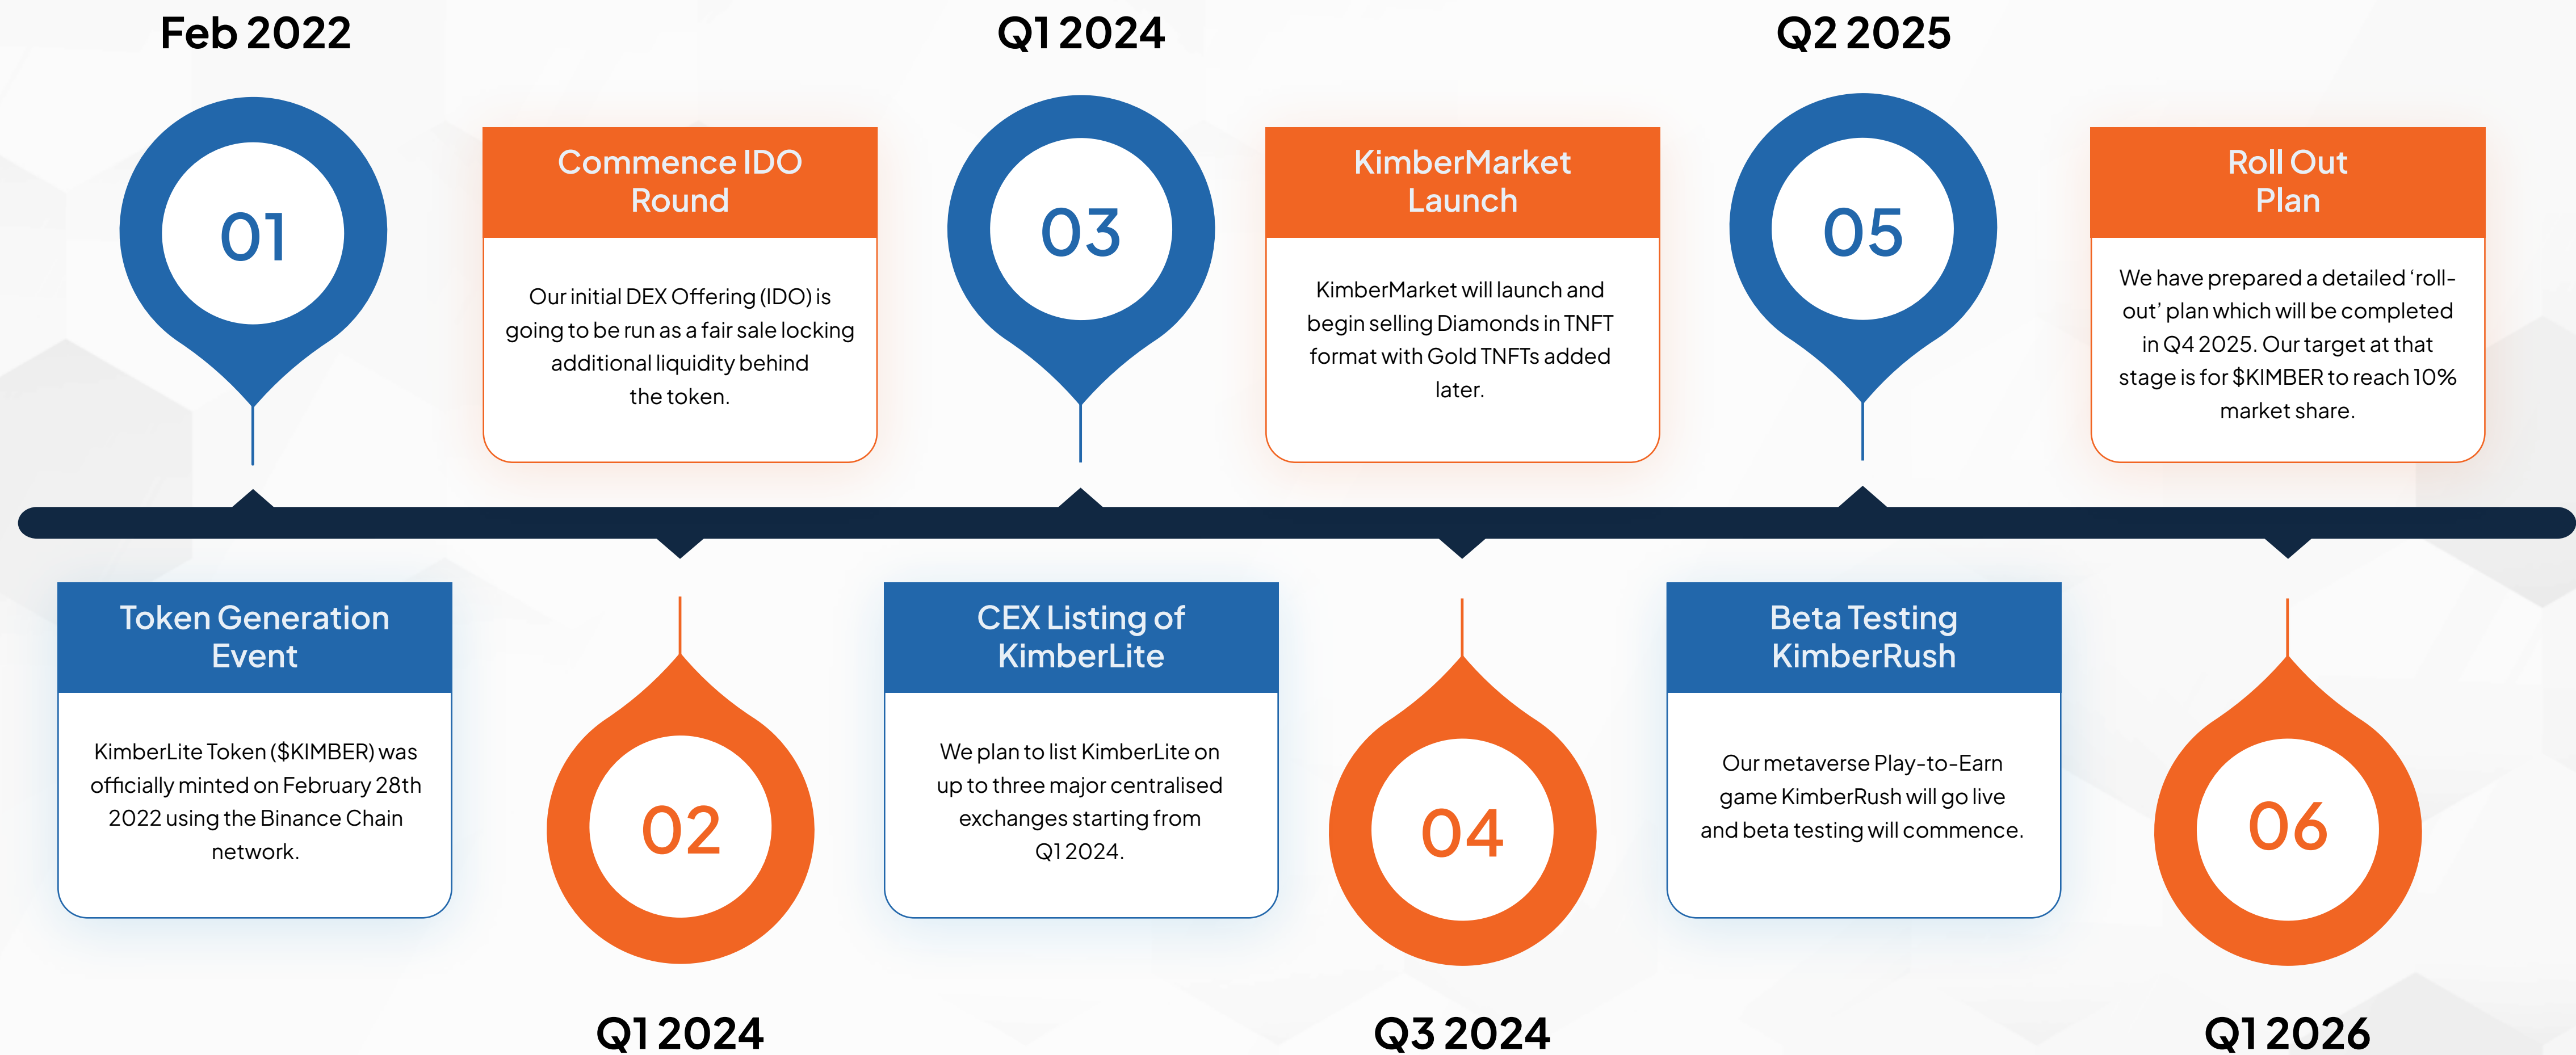 Feb 2022
01
Token Generation
Event
KimberLite Token ($KIMBER) was
officially minted on February 28th
2022 using the Binance Chain
network.
Commence IDO
Round
Our initial DEX Offering (IDO) is
going to be run as a fair sale locking
additional liquidity behind
the token.
02
Q1 2024
Q1 2024
03
CEX Listing of
KimberLite
We plan to list KimberLite on
up to three major centralised
exchanges starting from
Q1 2024.
KimberMarket
Launch
KimberMarket will launch and
begin selling Diamonds in TNFT
format with Gold TNFTs added
later.
04
Q3 2024
Q2 2025
05
Beta Testing
KimberRush
Our metaverse Play-to-Earn
game KimberRush will go live
and beta testing will commence.
Roll Out
Plan
We have prepared a detailed ‘roll-
out’ plan which will be completed
in Q4 2025. Our target at that
stage is for $KIMBER to reach 10%
market share.
06
Q1 2026